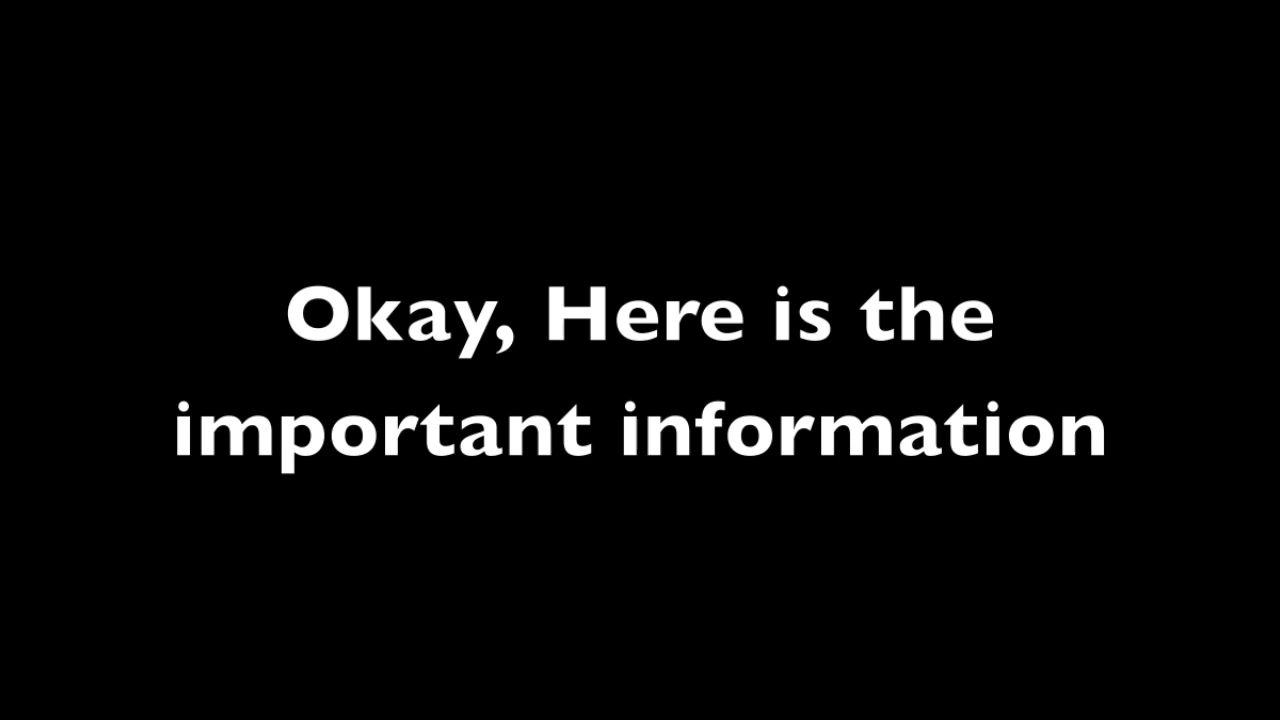 Okay, Here is the
important information